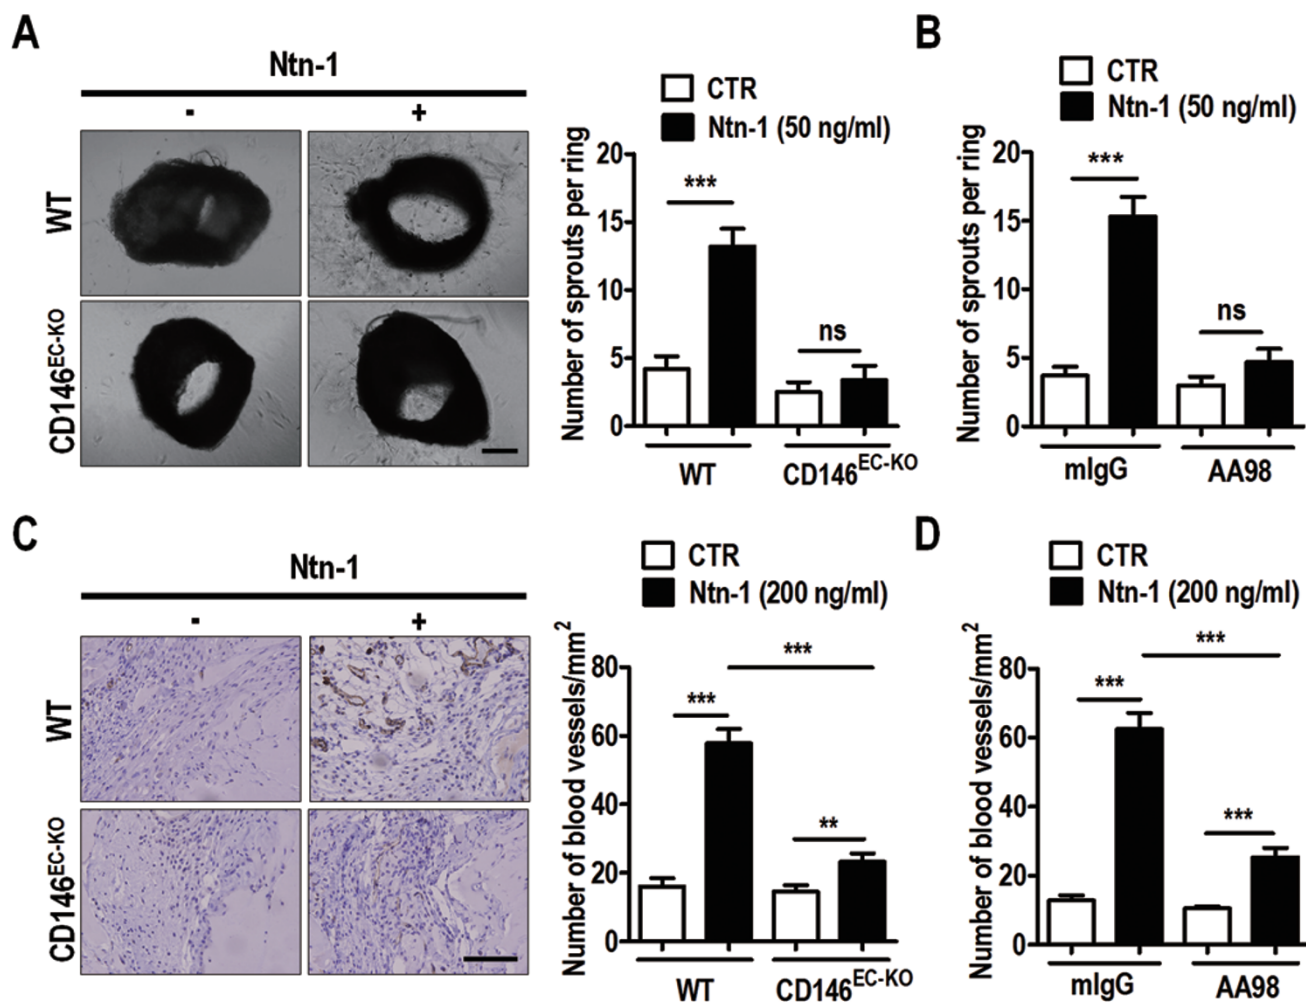 A
Ntn-1
- +
WT
CD146EC-KO
CTR
Ntn-1 (50 ng/ml)
Number of sprouts per ring
20
15
10
5
0
***
ns
WT CD146EC-KO
B
CTR
Ntn-1 (50 ng/ml)
Number of sprouts per ring
20
15
10
5
0
***
ns
mIgG AA98
C
Ntn-1
- +
WT
CD146EC-KO
CTR
Ntn-1 (200 ng/ml)
Number of blood vessels/mm2
80
60
40
20
0
***
***
**
WT CD146EC-KO
D
CTR
Ntn-1 (200 ng/ml)
Number of blood vessels/mm2
80
60
40
20
0
***
***
***
mIgG AA98